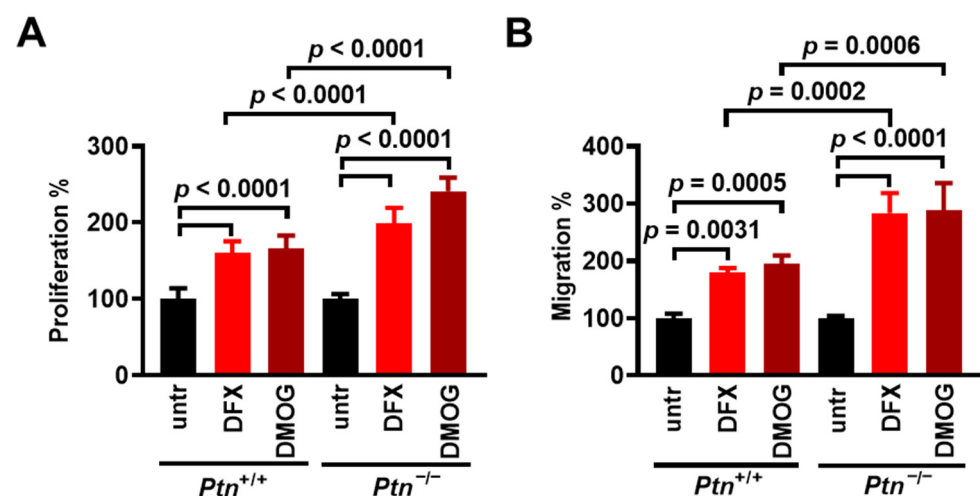 A
p < 0.0001
p < 0.0001
p < 0.0001
p < 0.0001
Proliferation %
300
200
100
0
untr
DFX
DMOG
untr
DFX
DMOG
Ptn+/+
Ptn−/−
B
p = 0.0006
p = 0.0002
p < 0.0001
p = 0.0005
p = 0.0031
Migration %
400
300
200
100
0
untr
DFX
DMOG
untr
DFX
DMOG
Ptn+/+
Ptn−/−